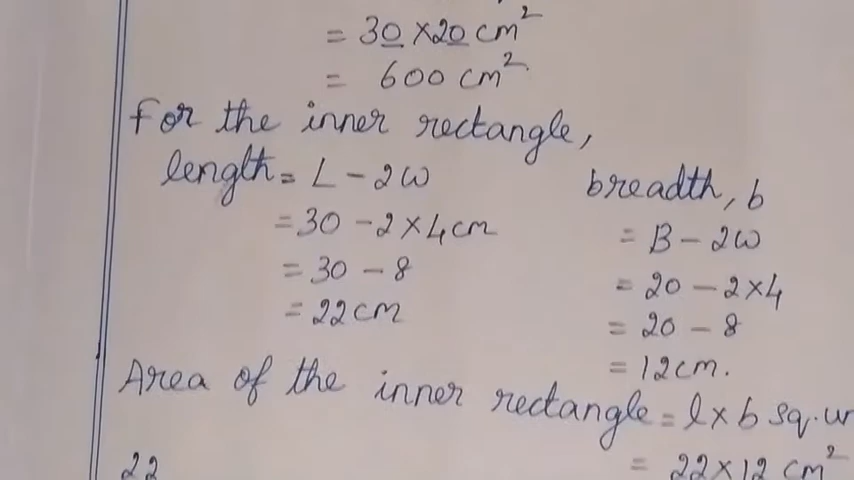 = 30 × 20 cm²
= 600 cm².
For the inner rectangle,
length = L - 2w
= 30 - 2 × 4 cm
= 30 - 8
= 22 cm
breadth, b
= B - 2w
= 20 - 2×4
= 20 - 8
= 12 cm.
Area of the inner rectangle = l × b sq. un
22
= 22 × 12 cm²